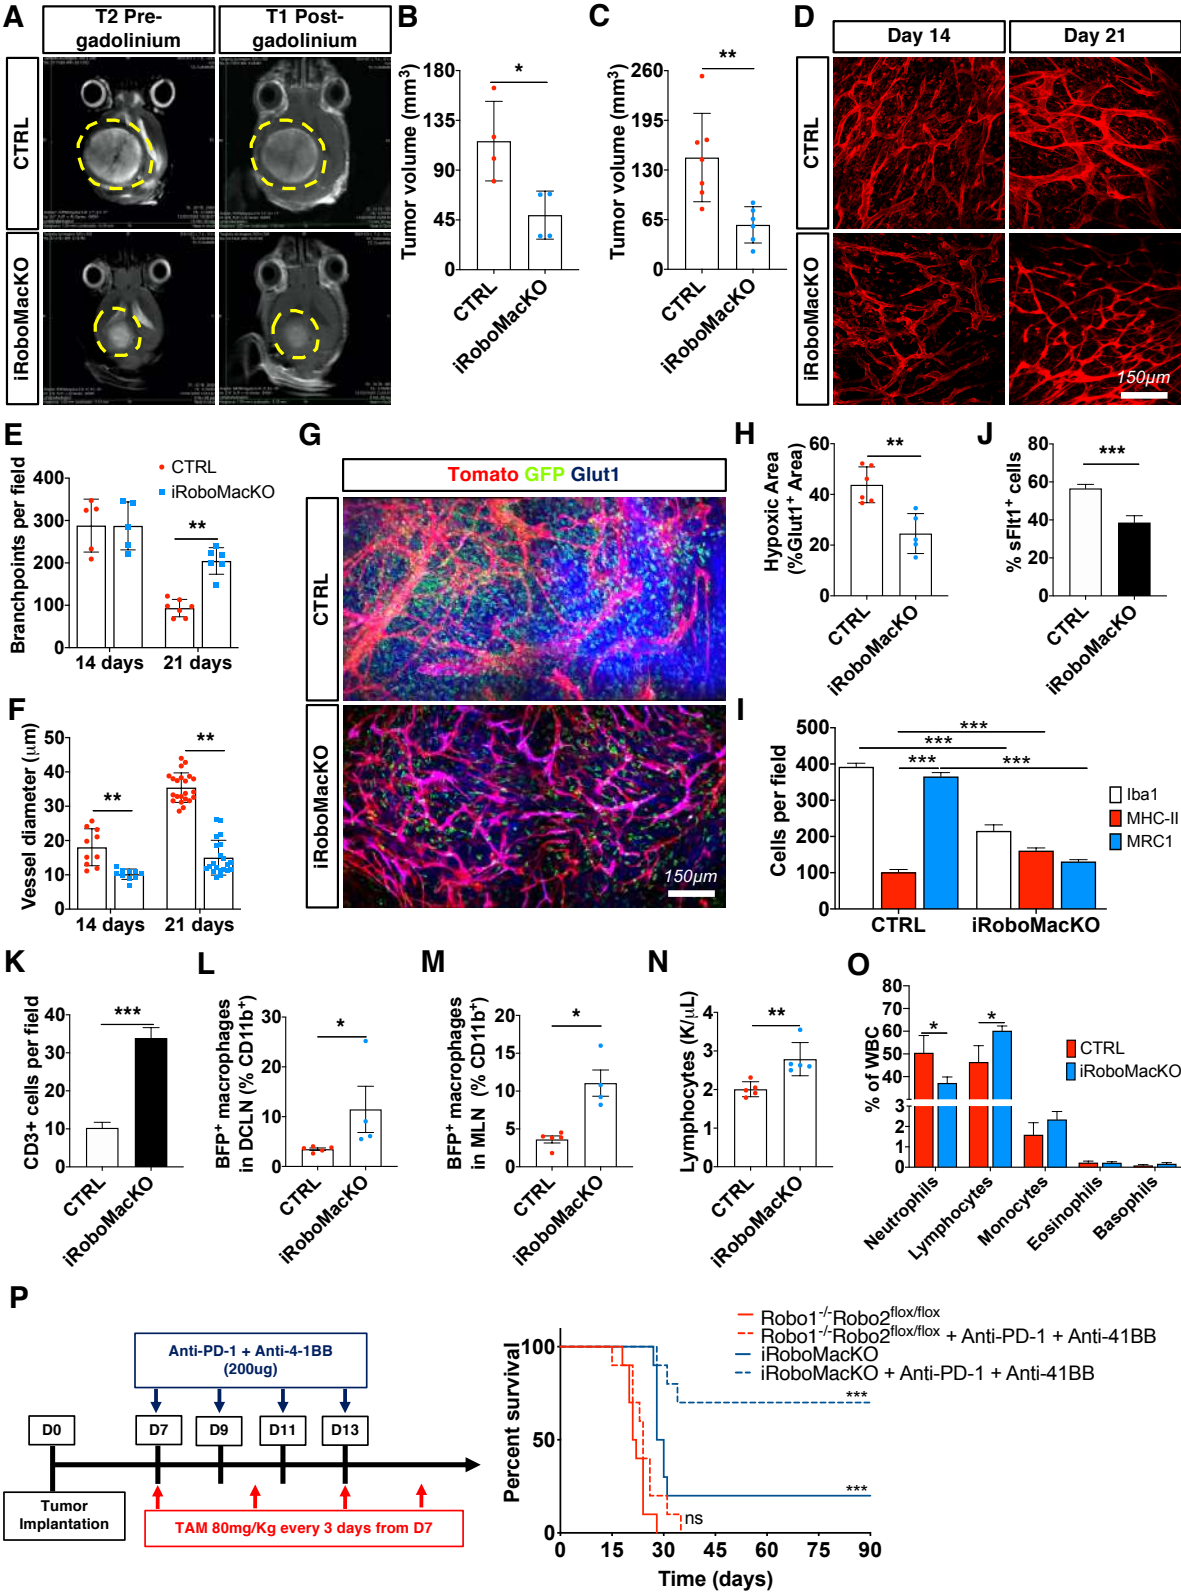 A
T2 Pre-
gadolinium
T1 Post-
gadolinium
CTRL
iRoboMacKO
B
Tumor volume (mm³)
180
135
90
45
0
*
CTRL
iRoboMacKO
C
Tumor volume (mm³)
260
195
130
65
0
**
CTRL
iRoboMacKO
D
Day 14
Day 21
CTRL
iRoboMacKO
150µm
E
Branchpoints per field
400
300
200
100
0
CTRL
iRoboMacKO
**
14 days
21 days
F
Vessel diameter (µm)
50
40
30
20
10
0
**
**
14 days
21 days
G
Tomato GFP Glut1
CTRL
iRoboMacKO
150µm
H
Hypoxic Area
(%Glut1⁺ Area)
60
40
20
0
**
CTRL
iRoboMacKO
J
% sFlt1⁺ cells
80
60
40
20
0
***
CTRL
iRoboMacKO
I
Cells per field
500
400
300
200
100
0
***
***
***
***
Iba1
MHC-II
MRC1
CTRL
iRoboMacKO
K
CD3+ cells per field
40
30
20
10
0
***
CTRL
iRoboMacKO
L
BFP⁺ macrophages
in DCLN (% CD11b⁺)
30
20
10
0
*
CTRL
iRoboMacKO
M
BFP⁺ macrophages
in MLN (% CD11b⁺)
20
15
10
5
0
*
CTRL
iRoboMacKO
N
Lymphocytes (K/µL)
4
3
2
1
0
**
CTRL
iRoboMacKO
O
% of WBC
80
70
60
50
40
3
2
1
0
*
*
CTRL
iRoboMacKO
Neutrophils
Lymphocytes
Monocytes
Eosinophils
Basophils
P
Anti-PD-1 + Anti-4-1BB
(200ug)
D0
D7
D9
D11
D13
Tumor
Implantation
TAM 80mg/Kg every 3 days from D7
Robo1⁻/⁻Robo2flox/flox
Robo1⁻/⁻Robo2flox/flox + Anti-PD-1 + Anti-41BB
iRoboMacKO
iRoboMacKO + Anti-PD-1 + Anti-41BB
Percent survival
100
50
0
***
***
ns
0
15
30
45
60
75
90
Time (days)